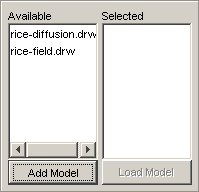 Available Selected
rice-diffusion.drw
rice-field.drw
Add Model Load Model